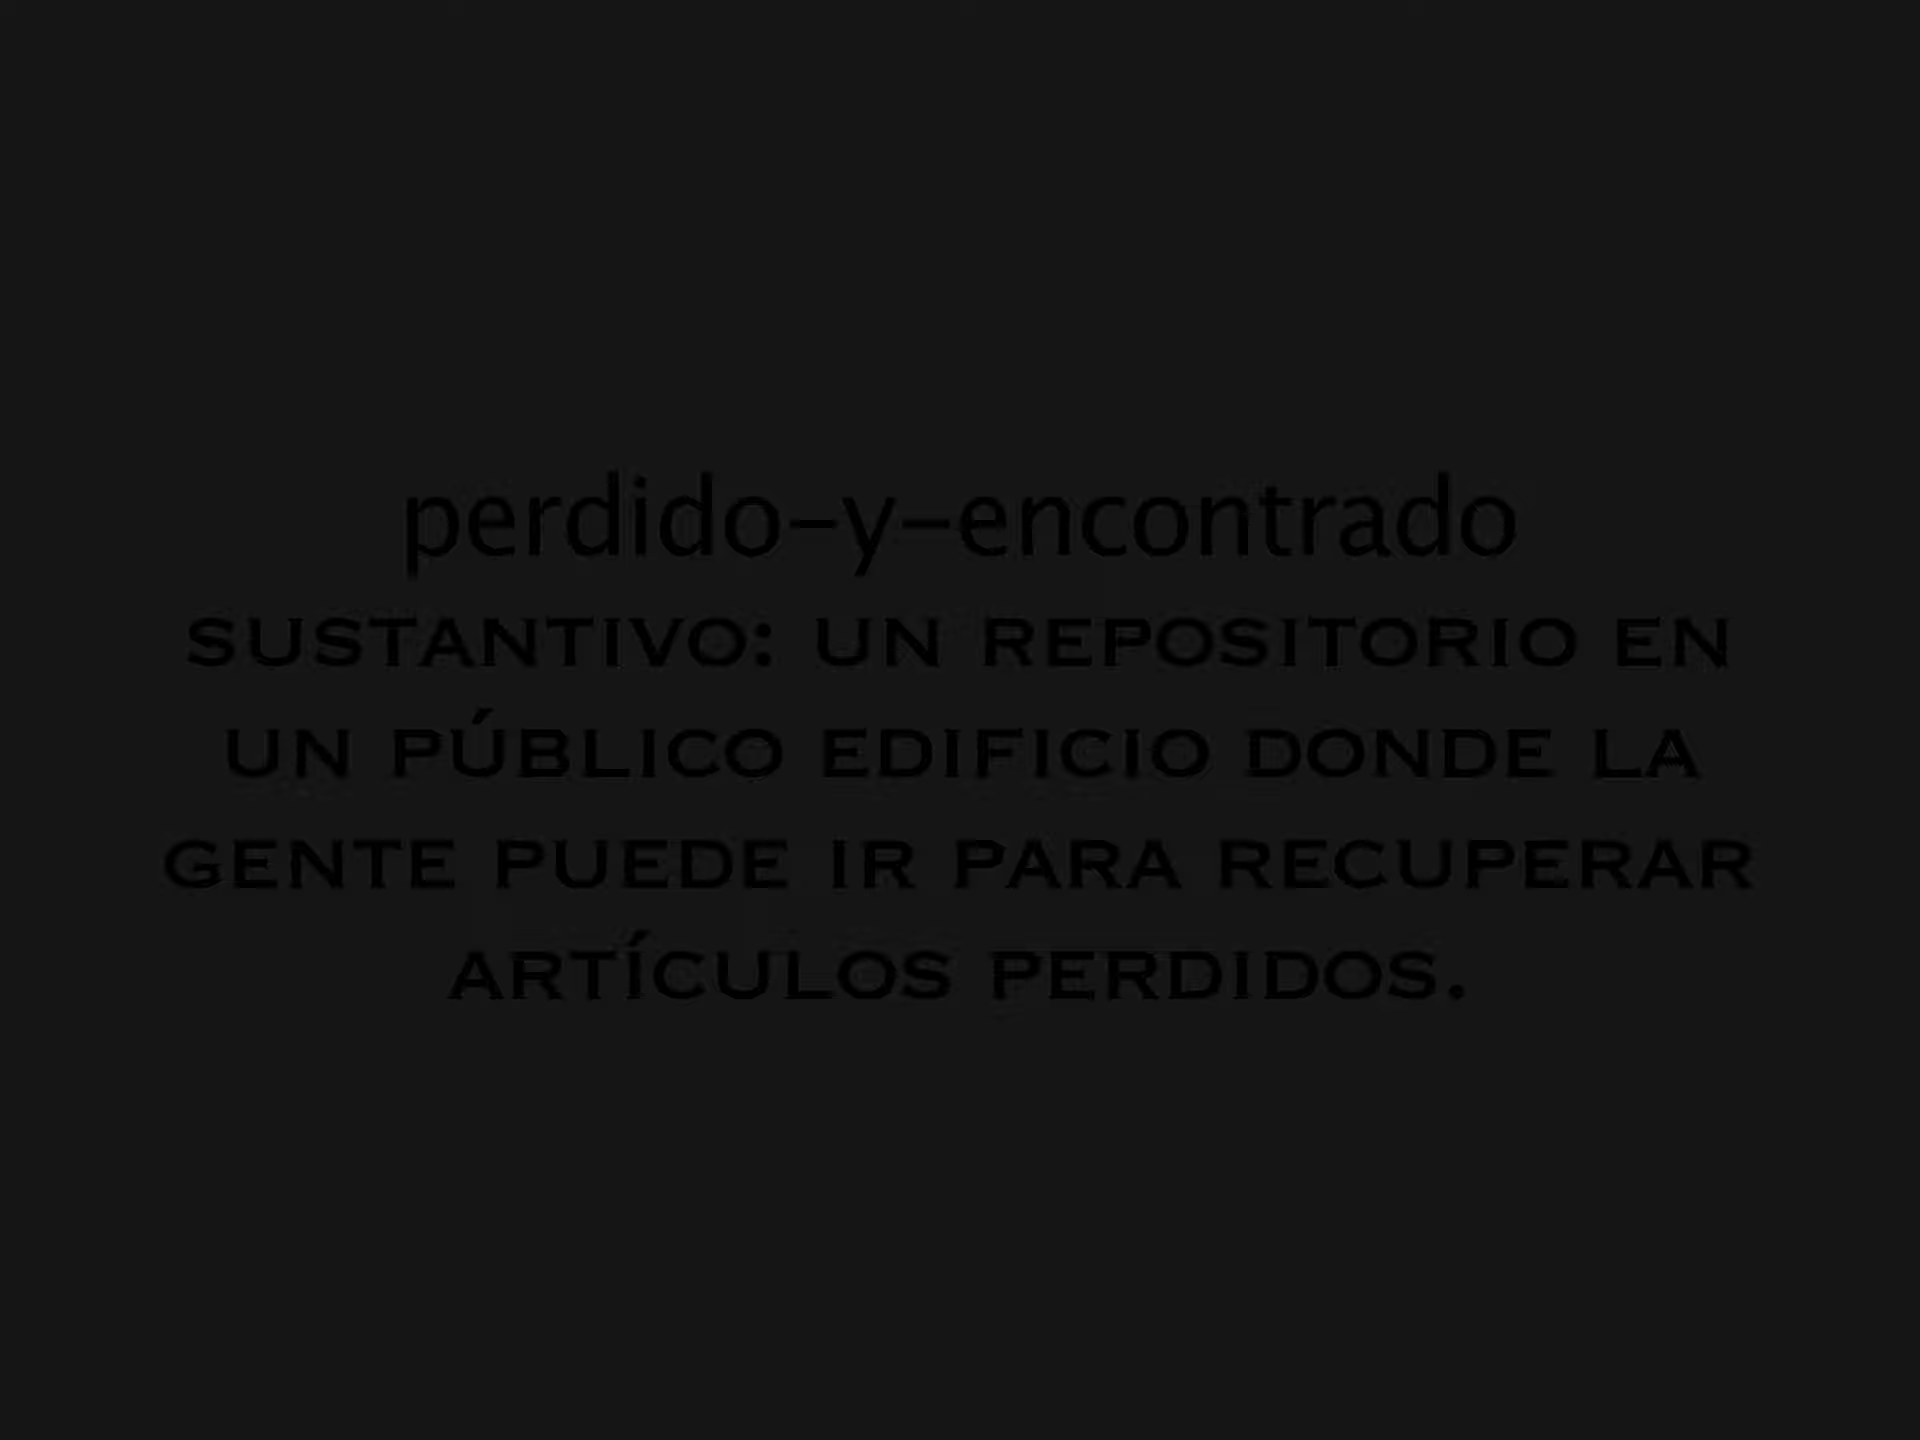 perdido-y-encontrado
SUSTANTIVO: UN REPOSITORIO EN
UN PÚBLICO EDIFICIO DONDE LA
GENTE PUEDE IR PARA RECUPERAR
ARTÍCULOS PERDIDOS.